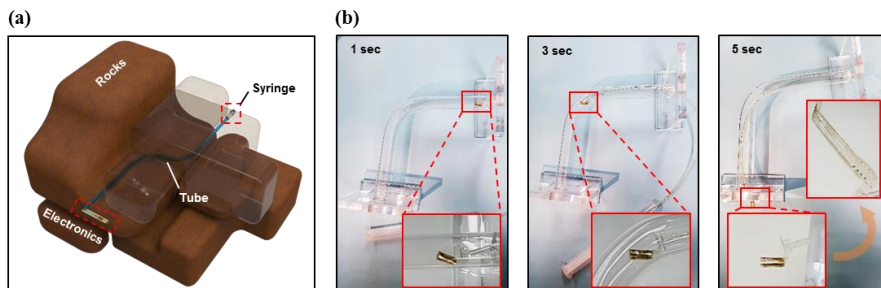 (a)
(b)
Rocks
Syringe
Tube
Electronics
1 sec
3 sec
5 sec